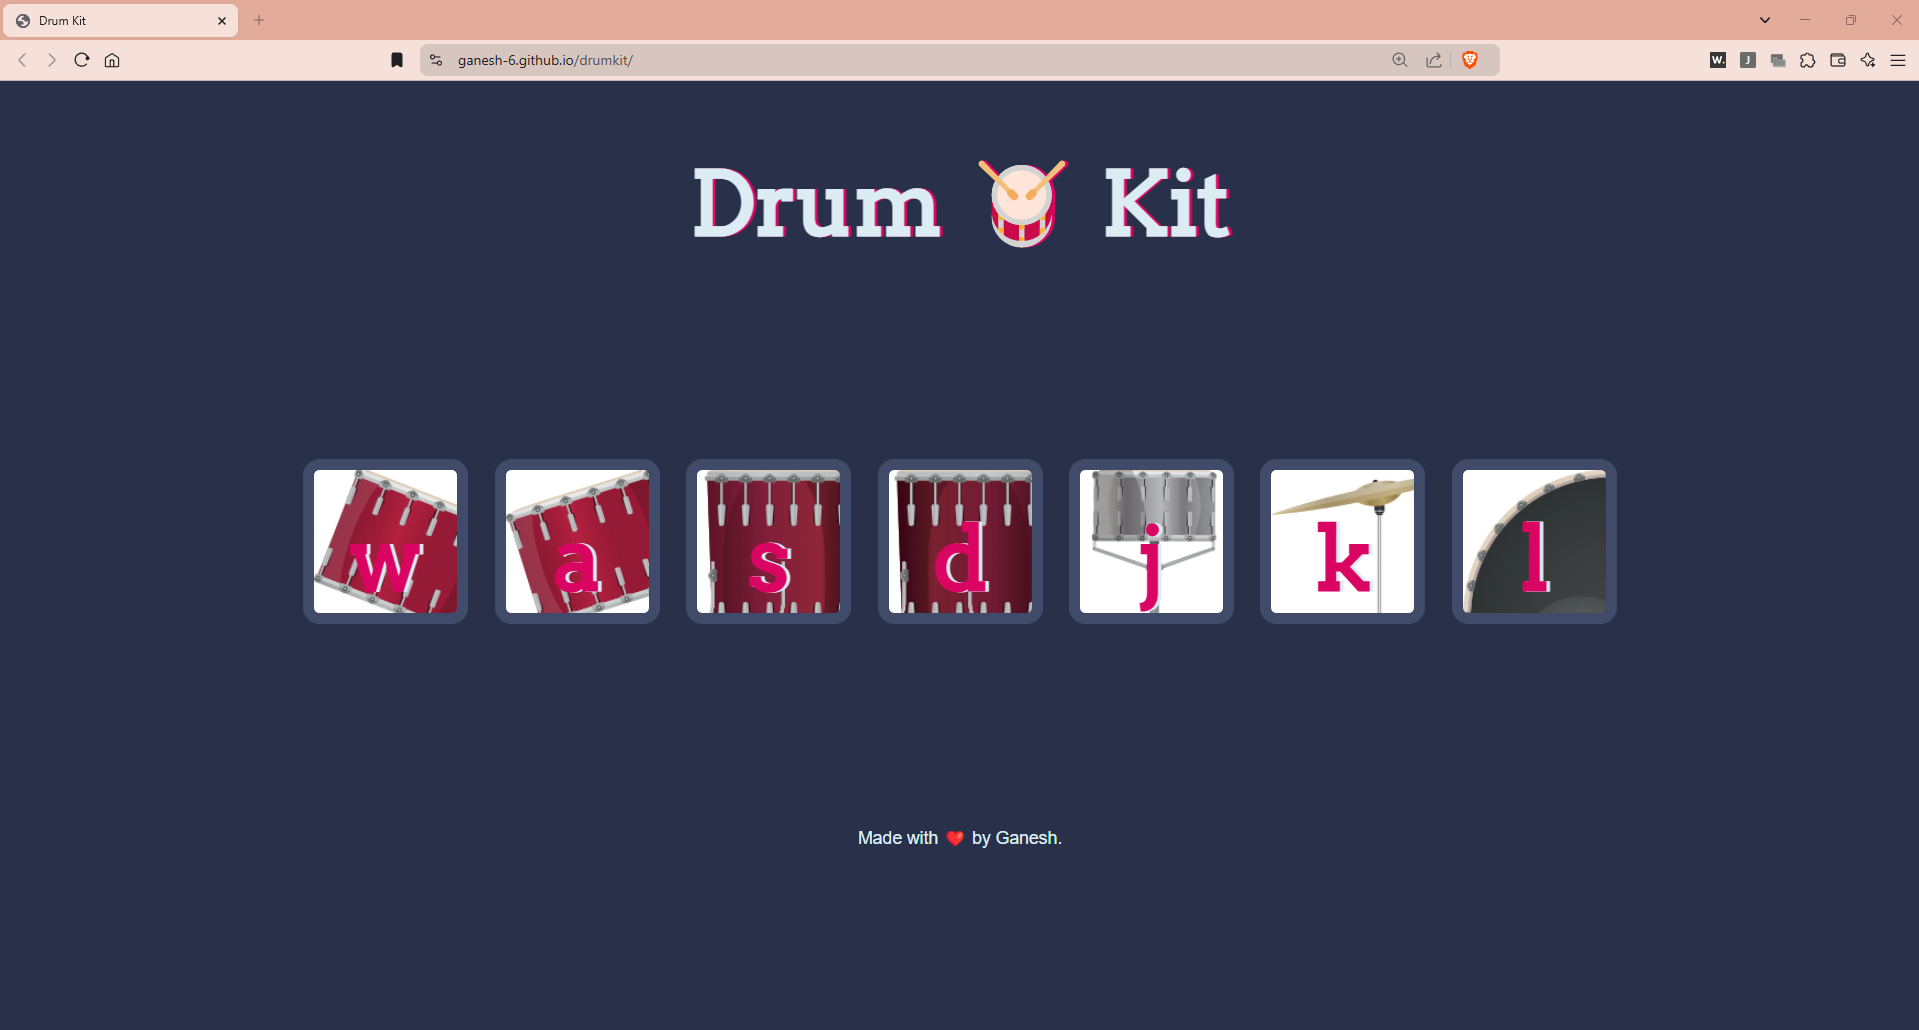 Drum Kit
ganesh-6.github.io/drumkit/
W.
J
Drum 🥁 Kit
w a s d j k l
Made with ❤️ by Ganesh.